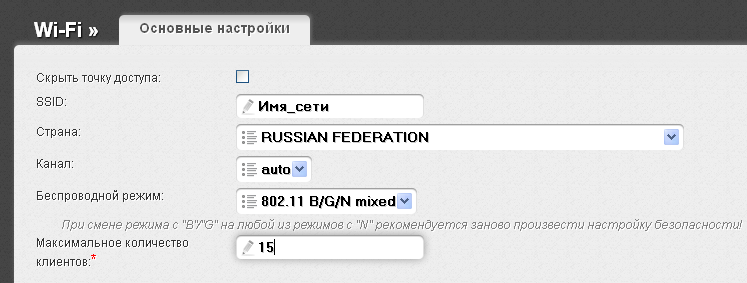 Wi-Fi » Основные настройки
Скрыть точку доступа:
SSID: Имя_сети
Страна: RUSSIAN FEDERATION
Канал: auto
Беспроводной режим: 802.11 B/G/N mixed
При смене режима с "B"/"G" на любой из режимов с "N" рекомендуется заново произвести настройку безопасности!
Максимальное количество
клиентов:* 15